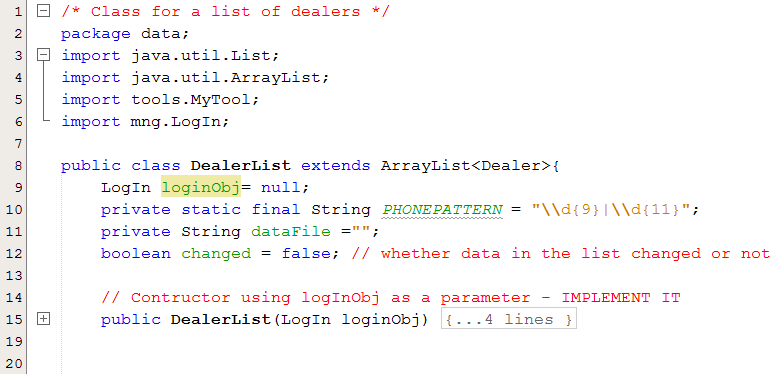 1 /* Class for a list of dealers */
2 package data;
3 import java.util.List;
4 import java.util.ArrayList;
5 import tools.MyTool;
6 import mng.LogIn;
7
8 public class DealerList extends ArrayList<Dealer>{
9 LogIn loginObj= null;
10 private static final String PHONEPATTERN = "\\d{9}|\\d{11}";
11 private String dataFile ="";
12 boolean changed = false; // whether data in the list changed or not
13
14 // Contructor using logInObj as a parameter - IMPLEMENT IT
15 public DealerList(LogIn loginObj) {...4 lines }
19
20